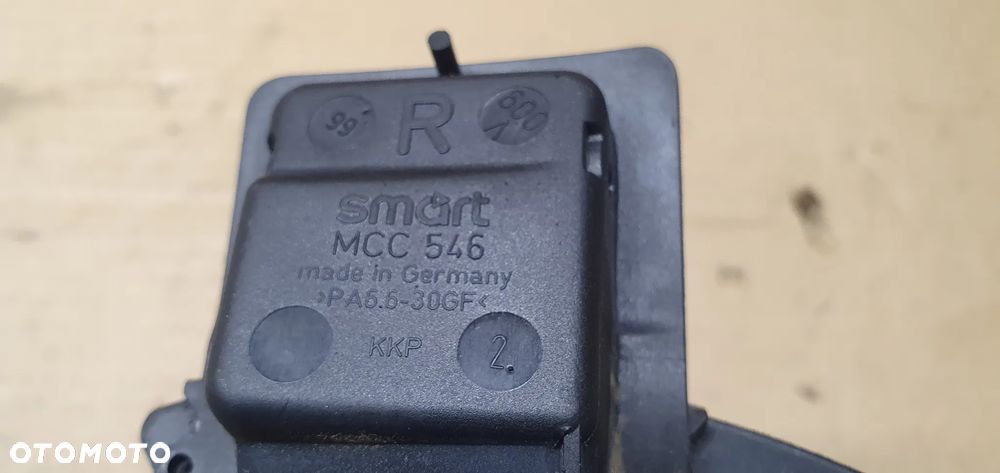 99 R 600
smart
MCC 546
made in Germany
>PA6.6-30GF<
KKP 2.
OTOMOTO